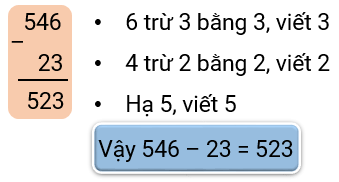 546
–
23
523
• 6 trừ 3 bằng 3, viết 3
• 4 trừ 2 bằng 2, viết 2
• Hạ 5, viết 5
Vậy 546 – 23 = 523